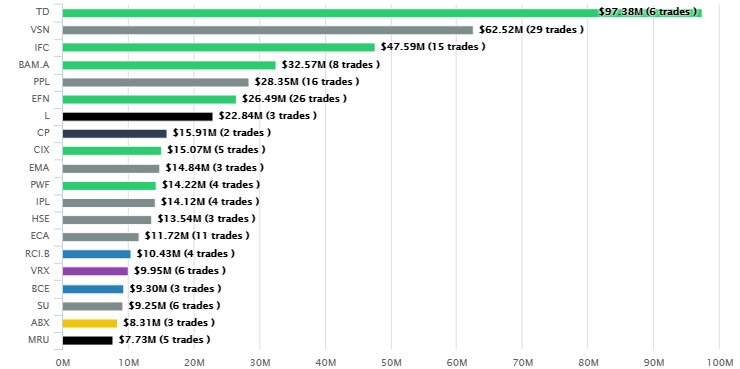 TD $97.38M (6 trades )
VSN $62.52M (29 trades )
IFC $47.59M (15 trades )
BAM.A $32.57M (8 trades )
PPL $28.35M (16 trades )
EFN $26.49M (26 trades )
L $22.84M (3 trades )
CP $15.91M (2 trades )
CIX $15.07M (5 trades )
EMA $14.84M (3 trades )
PWF $14.22M (4 trades )
IPL $14.12M (4 trades )
HSE $13.54M (3 trades )
ECA $11.72M (11 trades )
RCI.B $10.43M (4 trades )
VRX $9.95M (6 trades )
BCE $9.30M (3 trades )
SU $9.25M (6 trades )
ABX $8.31M (3 trades )
MRU $7.73M (5 trades )
0M 10M 20M 30M 40M 50M 60M 70M 80M 90M 100M